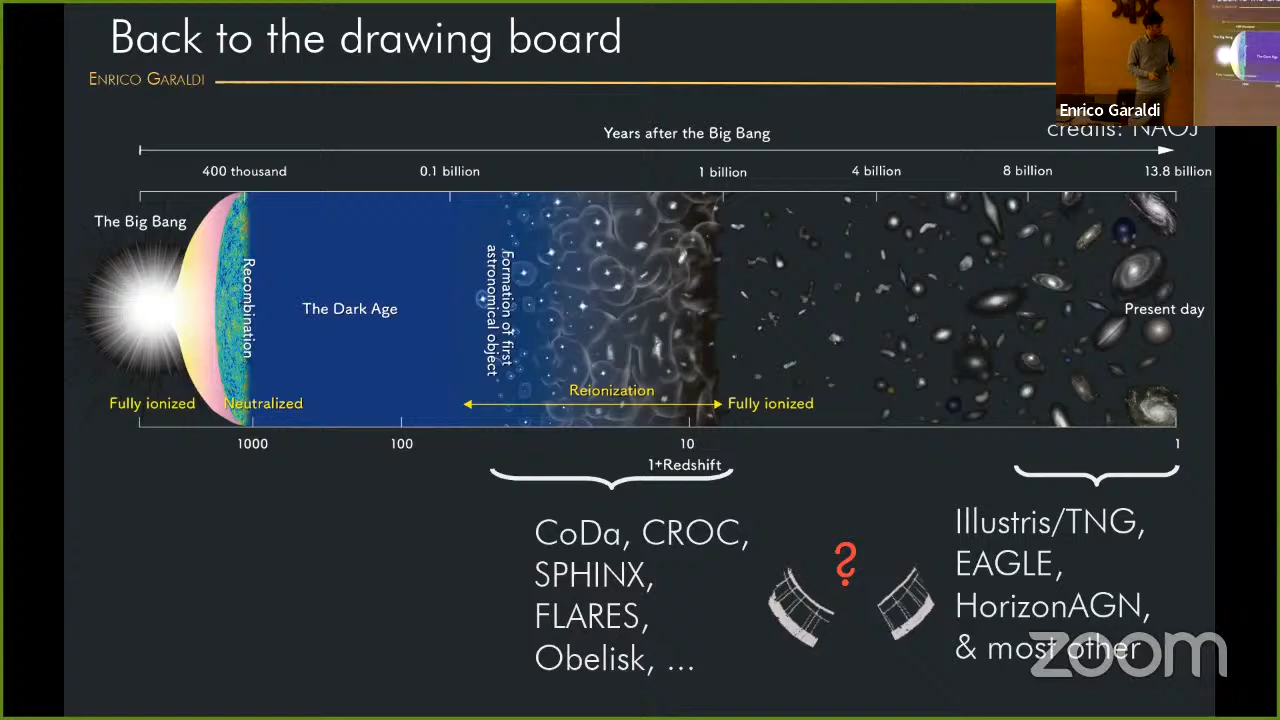 Back to the drawing board
ENRICO GARALDI
Enrico Garaldi
credits: NAOJ
Years after the Big Bang
400 thousand 0.1 billion 1 billion 4 billion 8 billion 13.8 billion
The Big Bang
Recombination
The Dark Age
Formation of first
astronomical object
Present day
Reionization
Fully ionized Neutralized Fully ionized
1000 100 10 1
1+Redshift
CoDa, CROC,
SPHINX,
FLARES,
Obelisk, ...
?
Illustris/TNG,
EAGLE,
HorizonAGN,
& most other
zoom